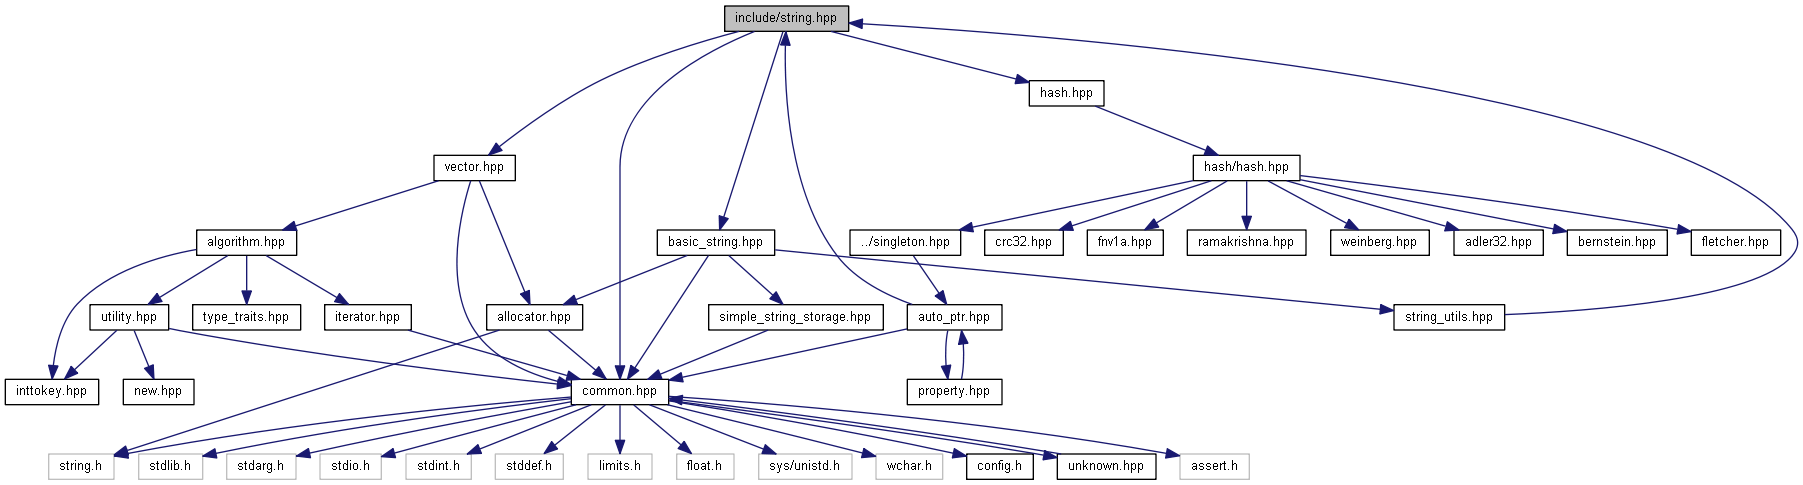 include/string.hpp
hash.hpp
vector.hpp
hash/hash.hpp
algorithm.hpp
basic_string.hpp
../singleton.hpp
crc32.hpp
fnv1a.hpp
ramakrishna.hpp
weinberg.hpp
adler32.hpp
bernstein.hpp
fletcher.hpp
utility.hpp
type_traits.hpp
iterator.hpp
allocator.hpp
simple_string_storage.hpp
auto_ptr.hpp
string_utils.hpp
inttokey.hpp
new.hpp
common.hpp
property.hpp
string.h
stdlib.h
stdarg.h
stdio.h
stdint.h
stddef.h
limits.h
float.h
sys/unistd.h
wchar.h
config.h
unknown.hpp
assert.h